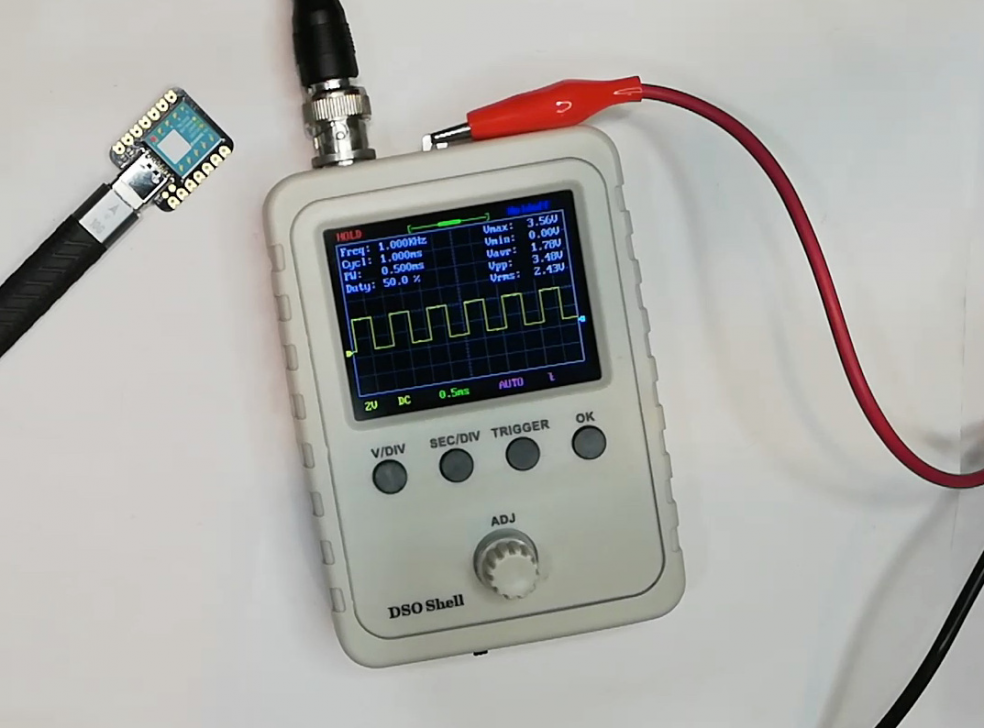 HOLD
Freq: 1.000KHz
Cycl: 1.000ms
PW: 0.500ms
Duty: 50.0 %
Vmax: 3.56V
Vmin: 0.00V
Vavr: 1.78V
Vpp: 3.48V
Vrms: 2.43V
2V DC 0.5ms AUTO
V/DIV SEC/DIV TRIGGER OK
ADJ
DSO Shell